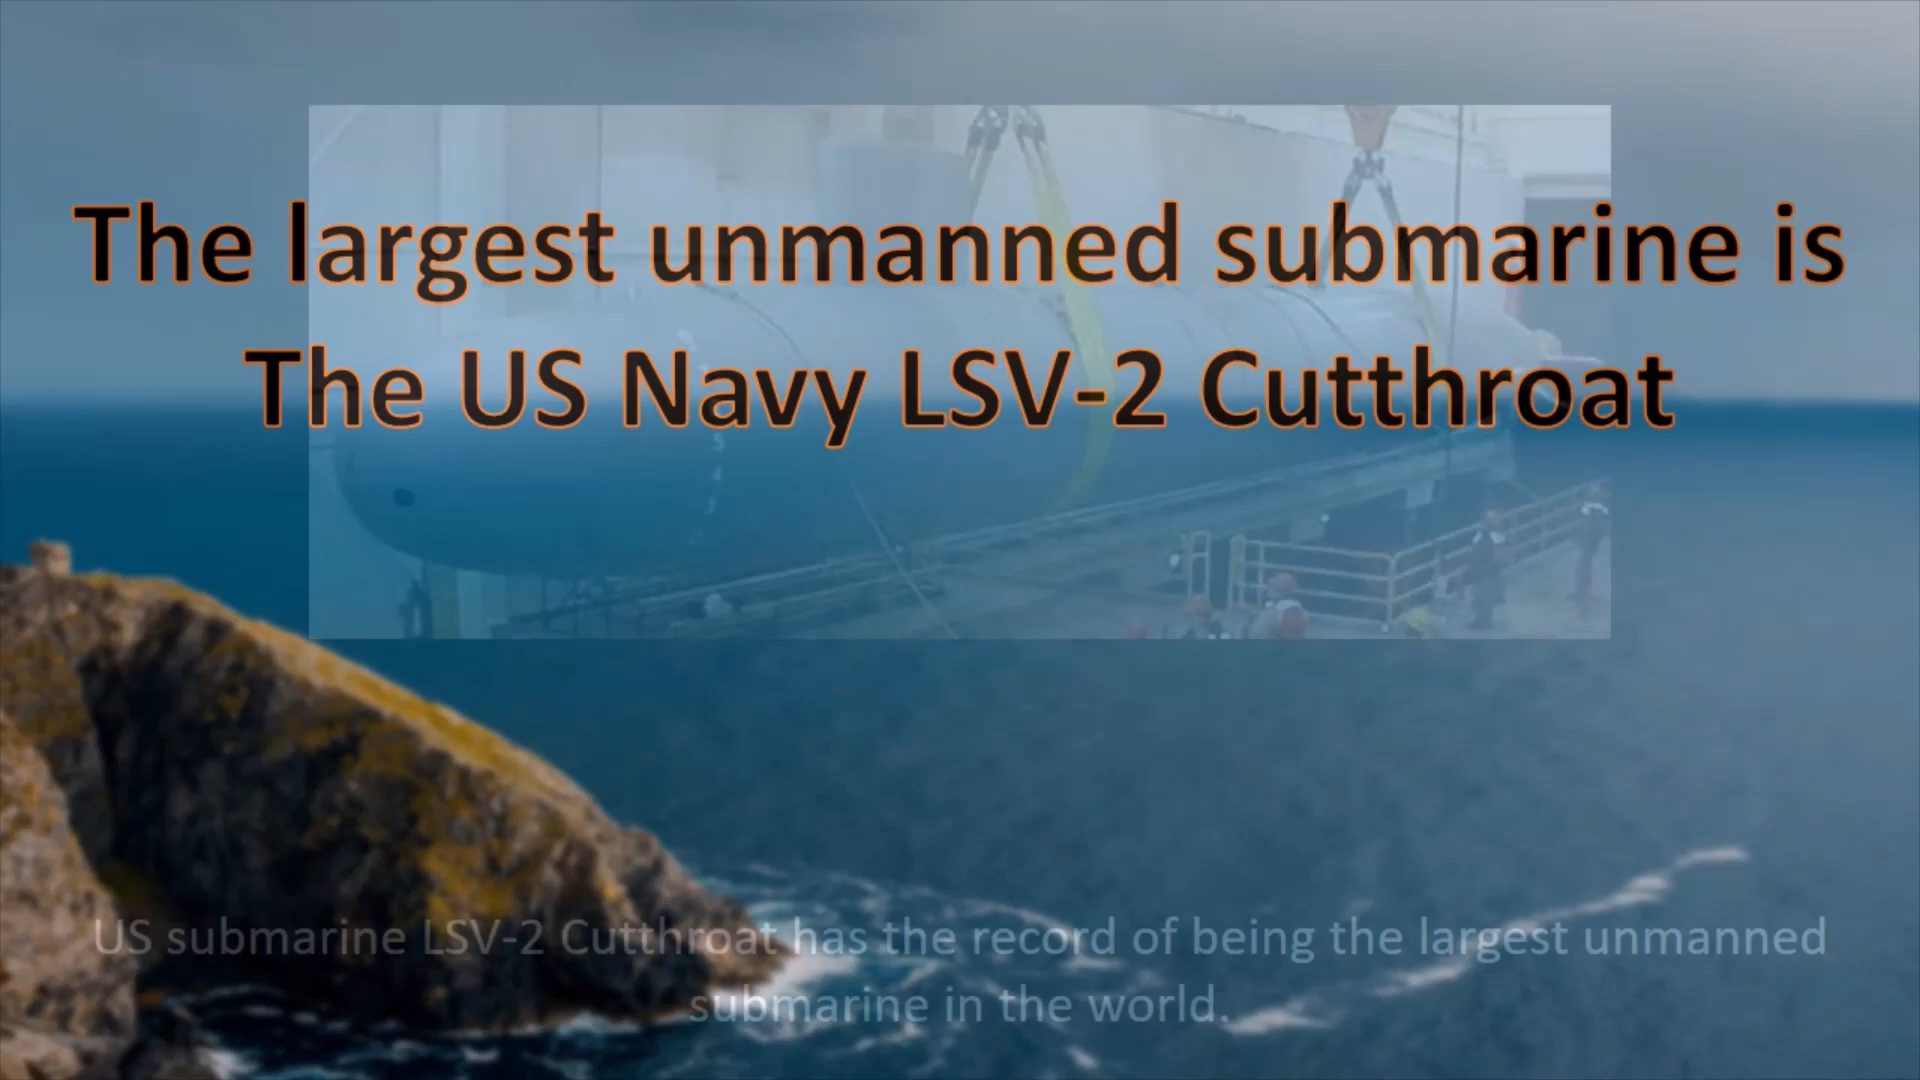 The largest unmanned submarine is
The US Navy LSV-2 Cutthroat
US submarine LSV-2 Cutthroat has the record of being the largest unmanned
submarine in the world.